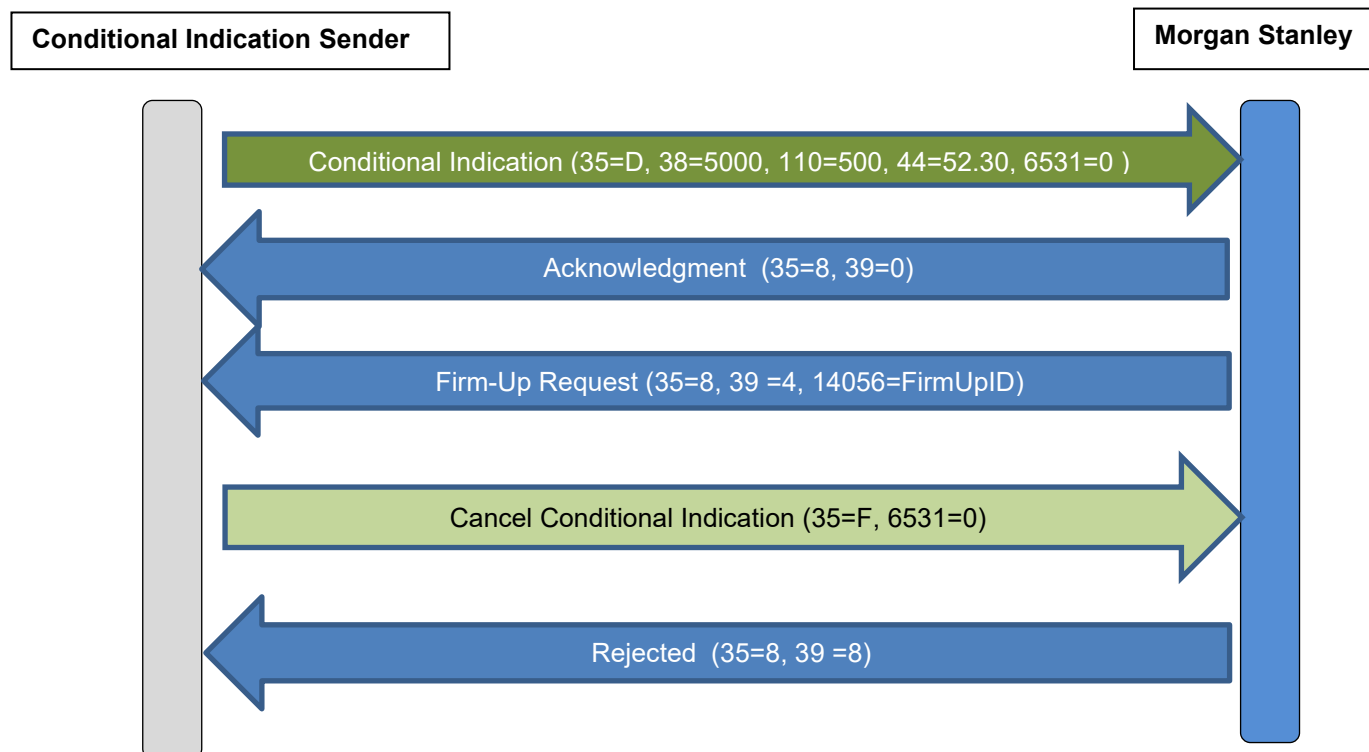 Conditional Indication Sender
Morgan Stanley
Conditional Indication (35=D, 38=5000, 110=500, 44=52.30, 6531=0 )
Acknowledgment  (35=8, 39=0)
Firm-Up Request (35=8, 39 =4, 14056=FirmUpID)
Cancel Conditional Indication (35=F, 6531=0)
Rejected  (35=8, 39 =8)